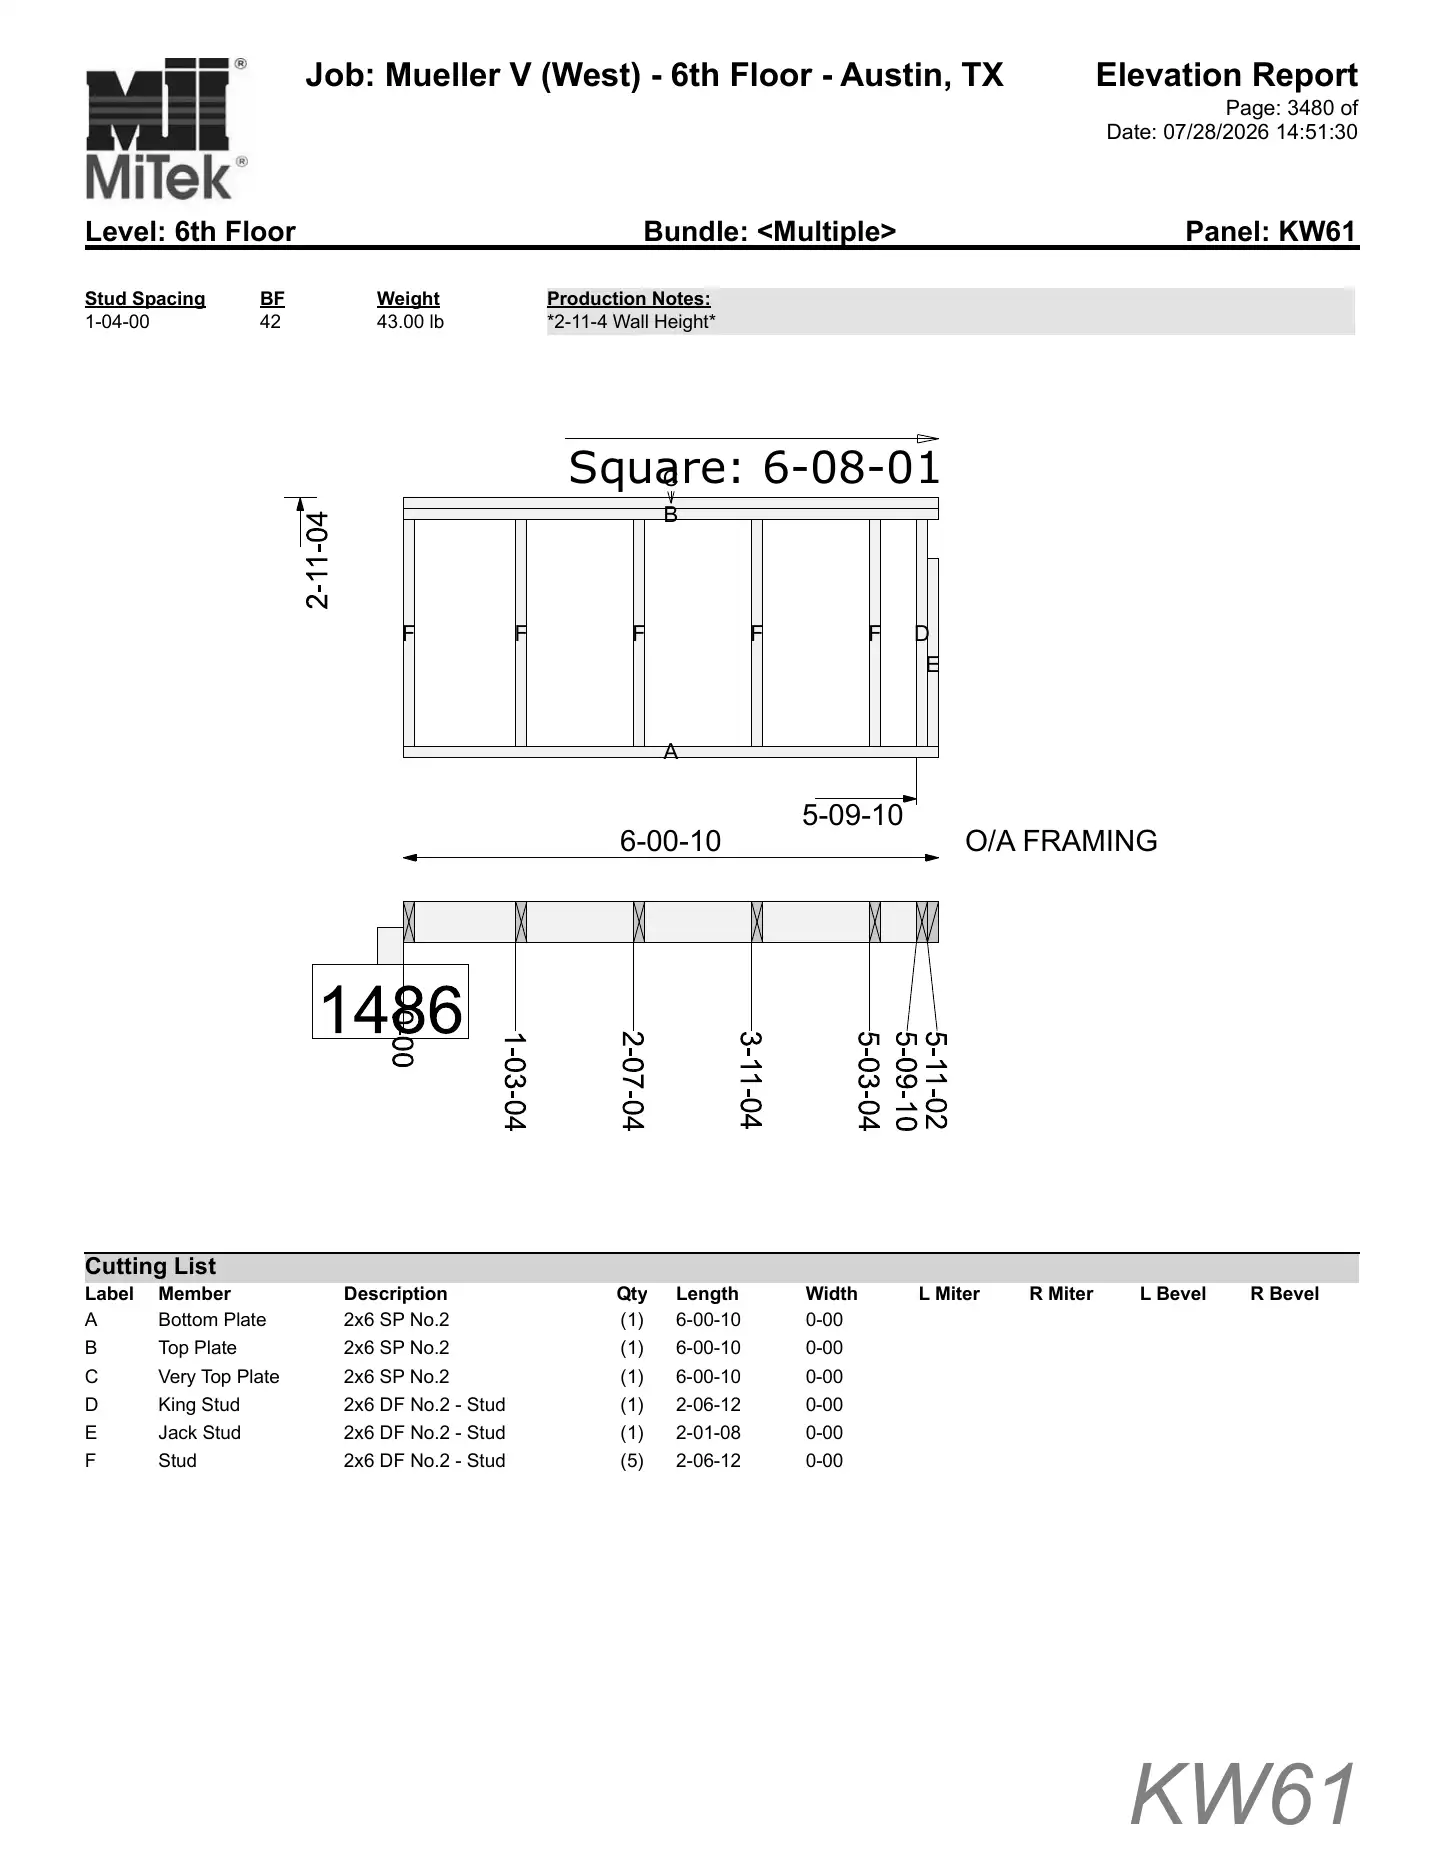 Job: Mueller V (West) - 6th Floor - Austin, TX
Elevation Report
Page: 3480 of
Date: 07/28/2026 14:51:30
MiTek®
Level: 6th Floor Bundle: <Multiple> Panel: KW61
Stud Spacing BF Weight Production Notes:
1-04-00 42 43.00 lb *2-11-4 Wall Height*
Square: 6-08-01
C
B
2-11-04
F F F F F D
E
A
5-09-10
6-00-10 O/A FRAMING
1486
0-00 1-03-04 2-07-04 3-11-04 5-03-04 5-09-10 5-11-02
Cutting List
Label Member Description Qty Length Width L Miter R Miter L Bevel R Bevel
A Bottom Plate 2x6 SP No.2 (1) 6-00-10 0-00
B Top Plate 2x6 SP No.2 (1) 6-00-10 0-00
C Very Top Plate 2x6 SP No.2 (1) 6-00-10 0-00
D King Stud 2x6 DF No.2 - Stud (1) 2-06-12 0-00
E Jack Stud 2x6 DF No.2 - Stud (1) 2-01-08 0-00
F Stud 2x6 DF No.2 - Stud (5) 2-06-12 0-00
KW61